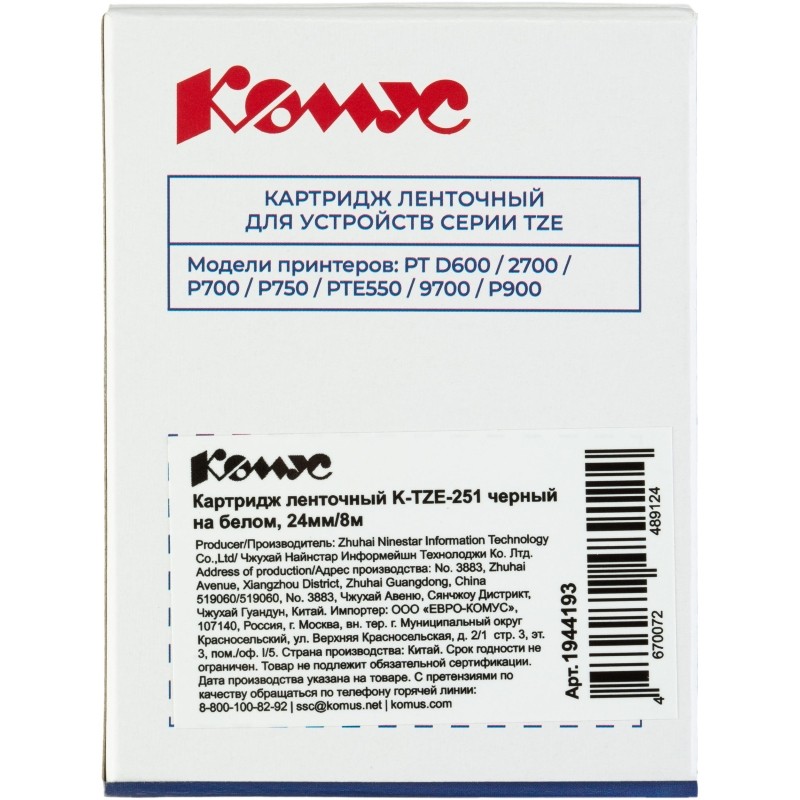 Комус
КАРТРИДЖ ЛЕНТОЧНЫЙ
ДЛЯ УСТРОЙСТВ СЕРИИ TZE
Модели принтеров: PT D600 / 2700 /
P700 / P750 / PTE550 / 9700 / P900
Комус
Картридж ленточный K-TZE-251 черный
на белом, 24мм/8м
Producer/Производитель: Zhuhai Ninestar Information Technology
Co.,Ltd/ Чжухай Найнстар Информейшн Технолоджи Ко. Лтд.
Address of production/Адрес производства: No. 3883, Zhuhai
Avenue, Xiangzhou District, Zhuhai Guangdong, China
519060/519060, No. 3883, Чжухай Авеню, Сянчжоу Дистрикт,
Чжухай Гуандун, Китай. Импортер: ООО «ЕВРО-КОМУС»,
107140, Россия, г. Москва, вн. тер. г. Муниципальный округ
Красносельский, ул. Верхняя Красносельская, д. 2/1 стр. 3, эт.
3, пом./оф. I/5. Страна производства: Китай. Срок годности не
ограничен. Товар не подлежит обязательной сертификации.
Дата производства указана на товаре. С претензиями по
качеству обращаться по телефону горячей линии:
8-800-100-82-92 | ssc@komus.net | komus.com
Арт.1944193
4 670072 489124